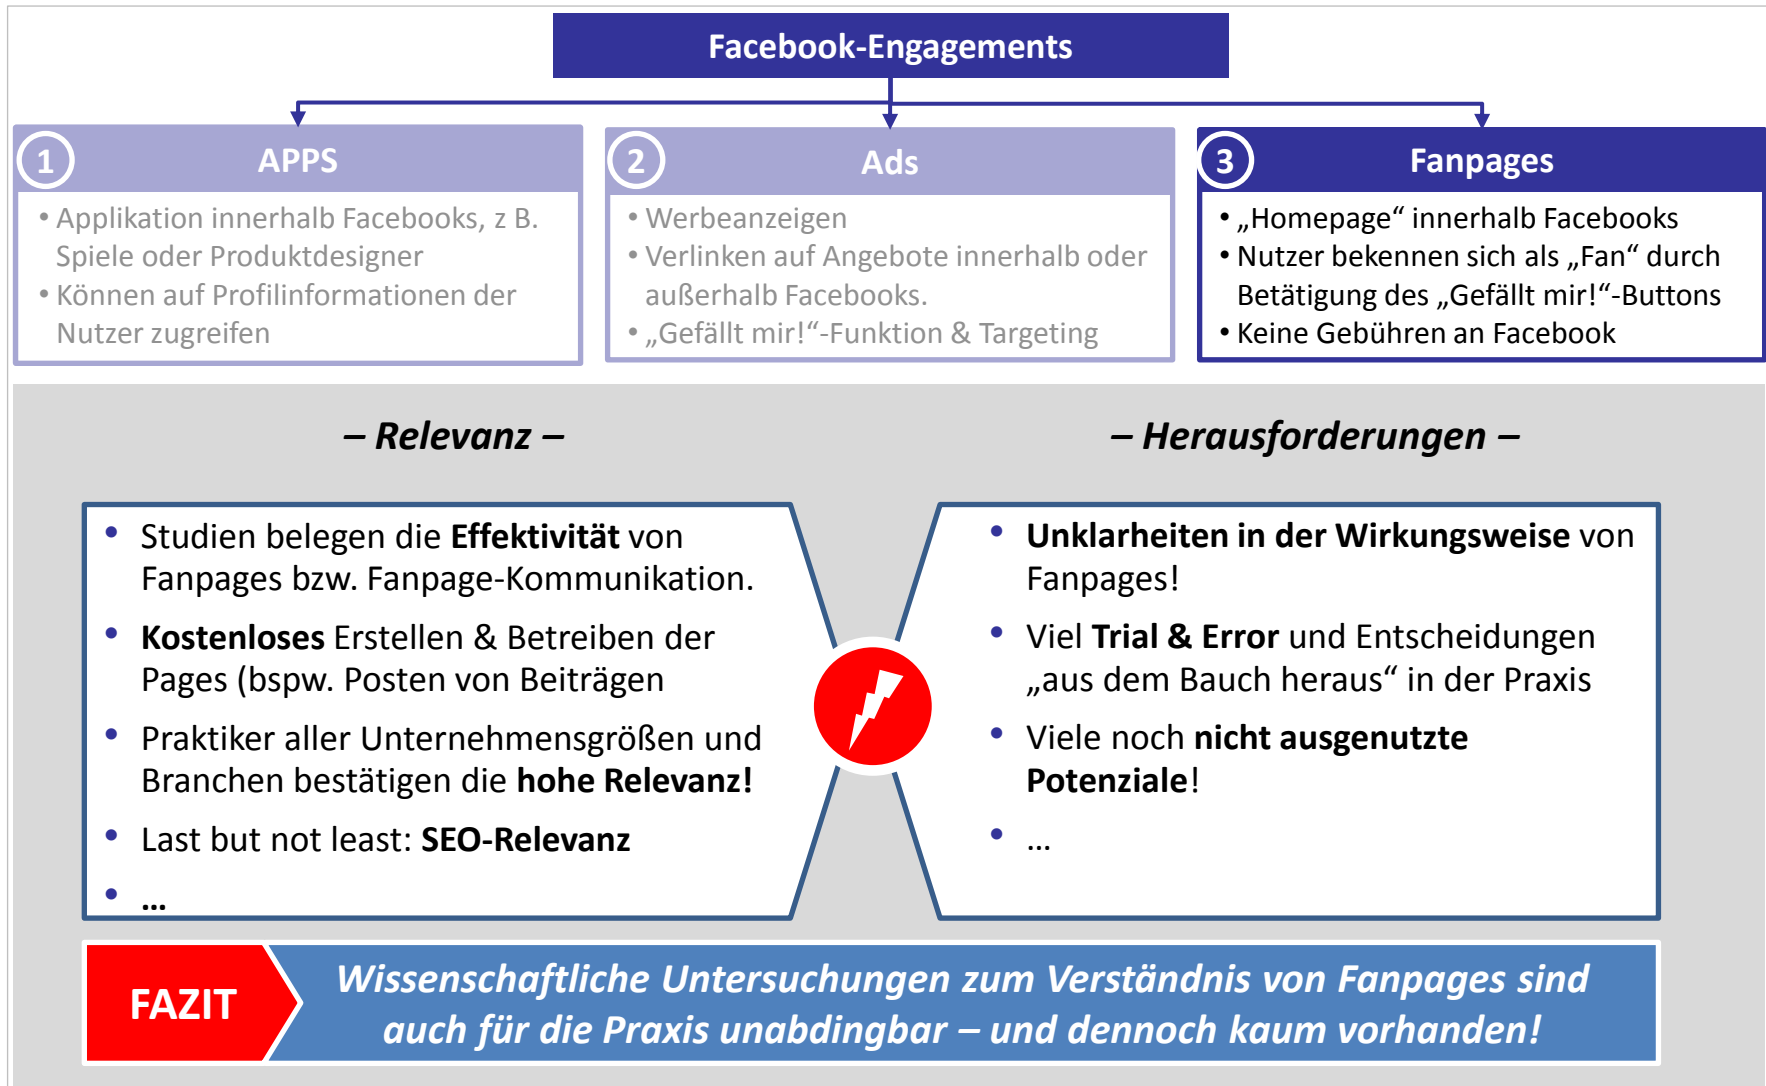 Facebook-Engagements
1
APPS
• Applikation innerhalb Facebooks, z B.
Spiele oder Produktdesigner
• Können auf Profilinformationen der
Nutzer zugreifen
2
Ads
• Werbeanzeigen
• Verlinken auf Angebote innerhalb oder
außerhalb Facebooks.
• „Gefällt mir!“-Funktion & Targeting
3
Fanpages
• „Homepage“ innerhalb Facebooks
• Nutzer bekennen sich als „Fan“ durch
Betätigung des „Gefällt mir!“-Buttons
• Keine Gebühren an Facebook
– Relevanz –
• Studien belegen die Effektivität von
Fanpages bzw. Fanpage-Kommunikation.
• Kostenloses Erstellen & Betreiben der
Pages (bspw. Posten von Beiträgen
• Praktiker aller Unternehmensgrößen und
Branchen bestätigen die hohe Relevanz!
• Last but not least: SEO-Relevanz
• ...
– Herausforderungen –
• Unklarheiten in der Wirkungsweise von
Fanpages!
• Viel Trial & Error und Entscheidungen
„aus dem Bauch heraus“ in der Praxis
• Viele noch nicht ausgenutzte
Potenziale!
• ...
FAZIT
Wissenschaftliche Untersuchungen zum Verständnis von Fanpages sind
auch für die Praxis unabdingbar – und dennoch kaum vorhanden!